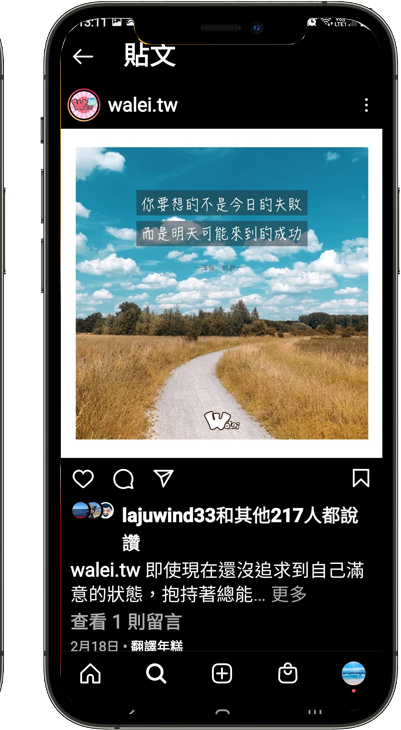 13:11
貼文
walei.tw
你要想的不是今日的失敗
而是明天可能來到的成功
Walei
lajuwind33和其他217人都說
讚
walei.tw 即使現在還沒追求到自己滿
意的狀態，抱持著總能... 更多
查看 1 則留言
2月18日 • 翻譯年糕